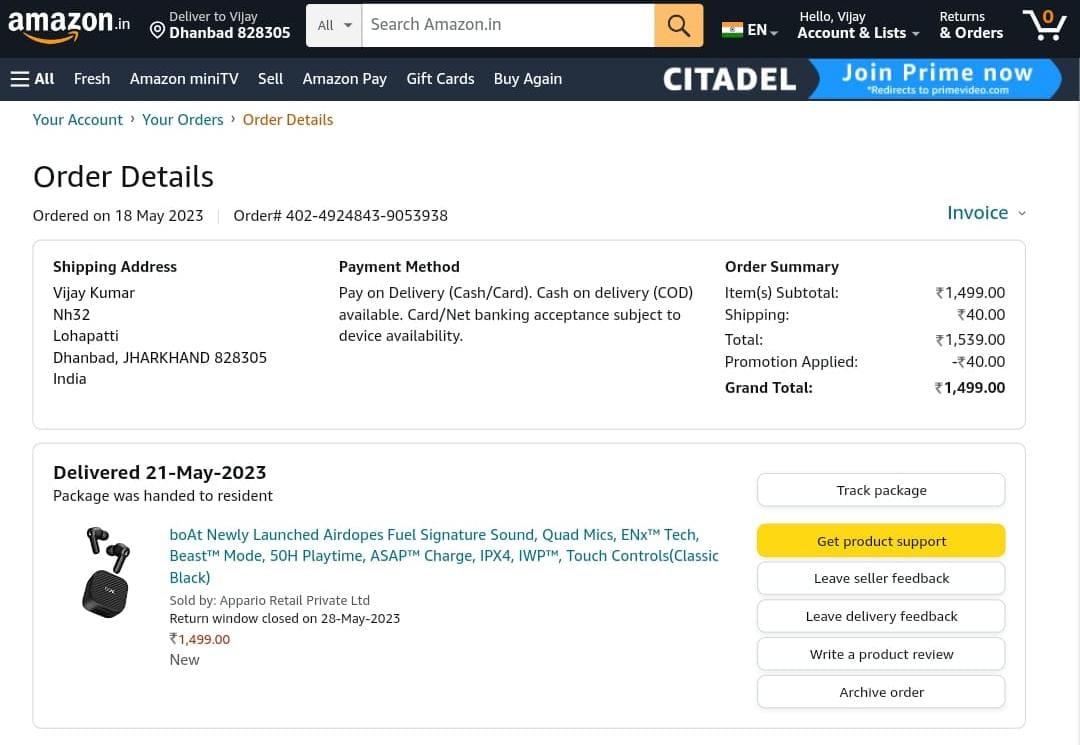 amazon.in
Deliver to Vijay
Dhanbad 828305
All
Search Amazon.in
EN
Hello, Vijay
Account & Lists
Returns
& Orders
0
All
Fresh
Amazon miniTV
Sell
Amazon Pay
Gift Cards
Buy Again
CITADEL
Join Prime now
*Redirects to primevideo.com
Your Account › Your Orders › Order Details
Order Details
Ordered on 18 May 2023
Order# 402-4924843-9053938
Invoice
Shipping Address
Vijay Kumar
Nh32
Lohapatti
Dhanbad, JHARKHAND 828305
India
Payment Method
Pay on Delivery (Cash/Card). Cash on delivery (COD)
available. Card/Net banking acceptance subject to
device availability.
Order Summary
Item(s) Subtotal: ₹1,499.00
Shipping: ₹40.00
Total: ₹1,539.00
Promotion Applied: -₹40.00
Grand Total: ₹1,499.00
Delivered 21-May-2023
Package was handed to resident
boAt Newly Launched Airdopes Fuel Signature Sound, Quad Mics, ENx™ Tech,
Beast™ Mode, 50H Playtime, ASAP™ Charge, IPX4, IWP™, Touch Controls(Classic
Black)
Sold by: Appario Retail Private Ltd
Return window closed on 28-May-2023
₹1,499.00
New
Track package
Get product support
Leave seller feedback
Leave delivery feedback
Write a product review
Archive order